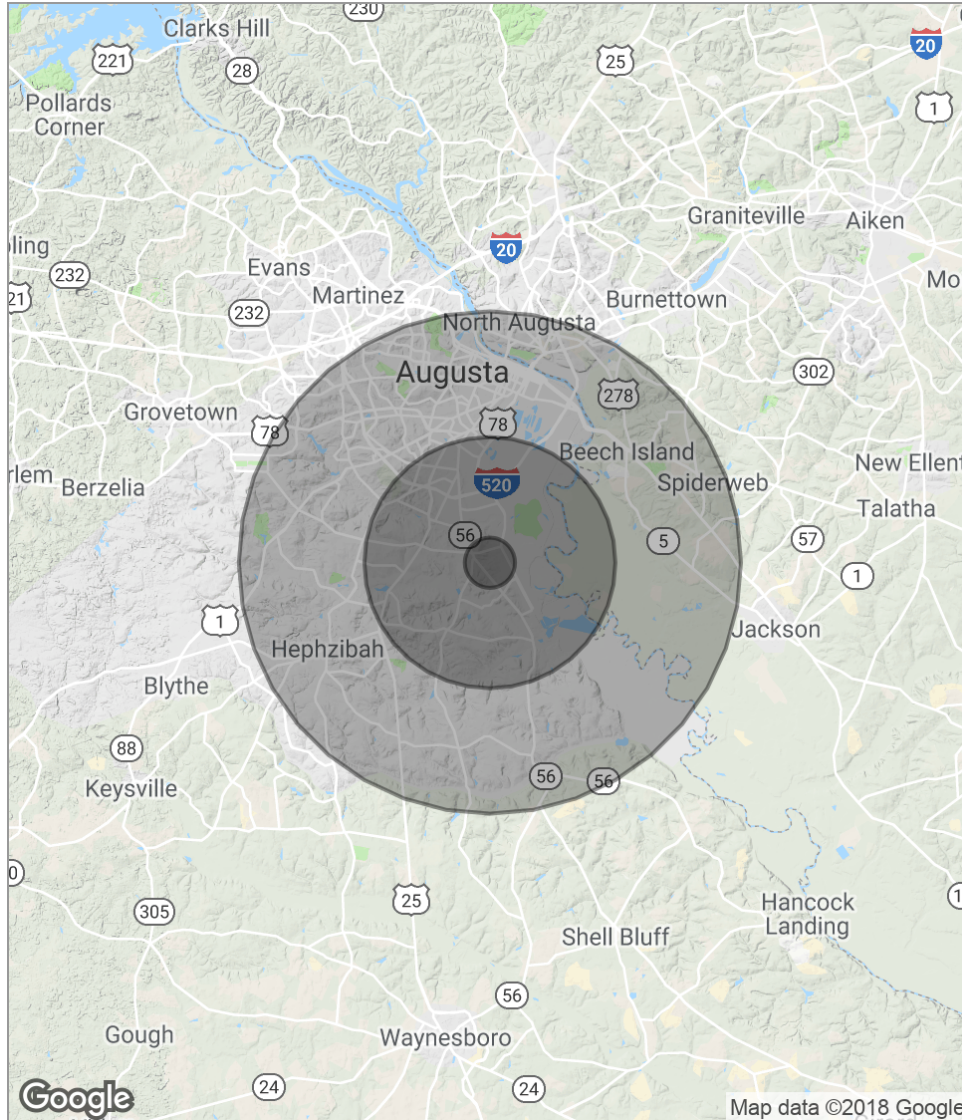 230
Clarks Hill
20
221
25
28
1
Pollards
Corner
Graniteville
Aiken
20
ling
232
Evans
Mo
21
Martinez
Burnettown
232
North Augusta
302
Augusta
278
Grovetown
78
78
Beech Island
New Ellent
rlem
Berzelia
520
Spiderweb
Talatha
56
5
57
1
1
Jackson
Hephzibah
Blythe
88
56
56
Keysville
0
25
305
Hancock
Landing
1
Shell Bluff
56
Gough
Waynesboro
24
24
Google
Map data ©2018 Google